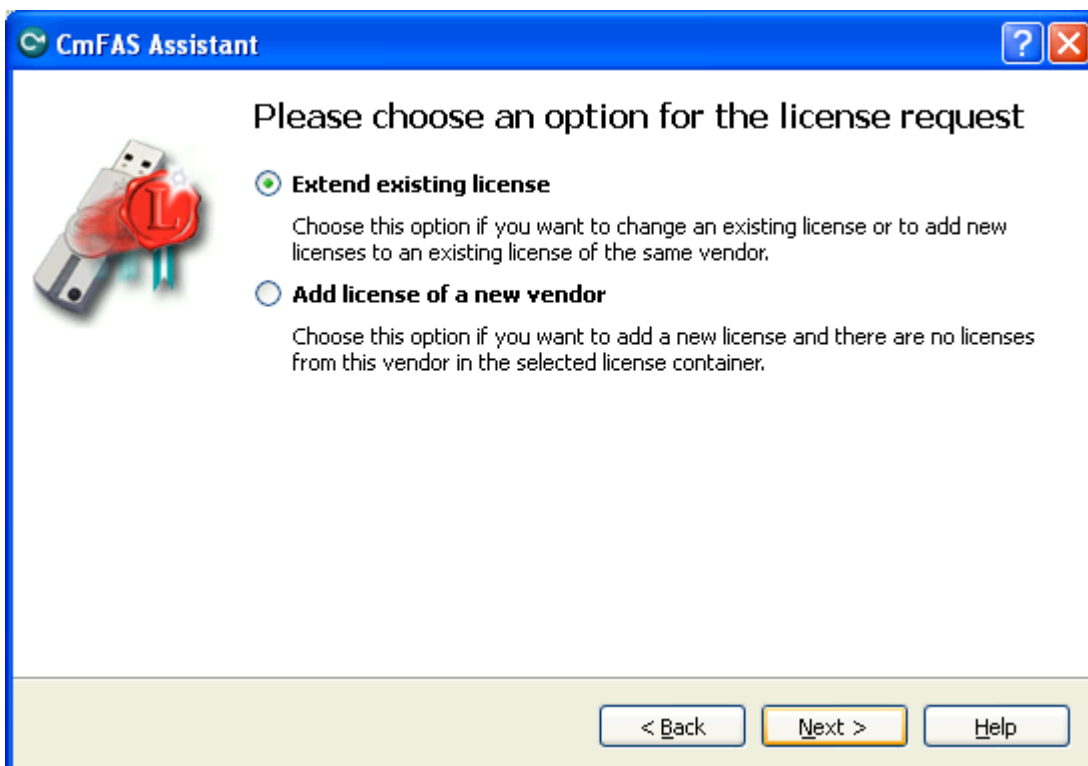 CmFAS Assistant
Please choose an option for the license request
Extend existing license
Choose this option if you want to change an existing license or to add new
licenses to an existing license of the same vendor.
Add license of a new vendor
Choose this option if you want to add a new license and there are no licenses
from this vendor in the selected license container.
L
< Back
Next >
Help